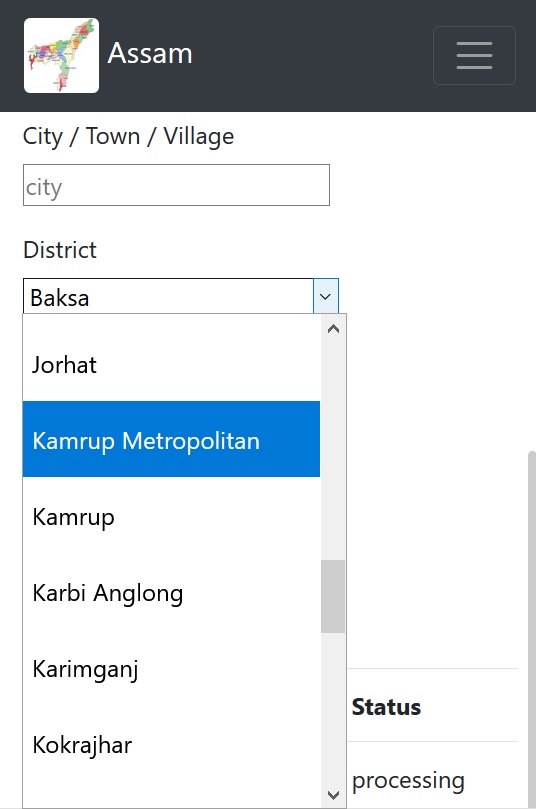 Assam
City / Town / Village
city
District
Baksa
Jorhat
Kamrup Metropolitan
Kamrup
Karbi Anglong
Karimganj
Kokrajhar
Status
processing